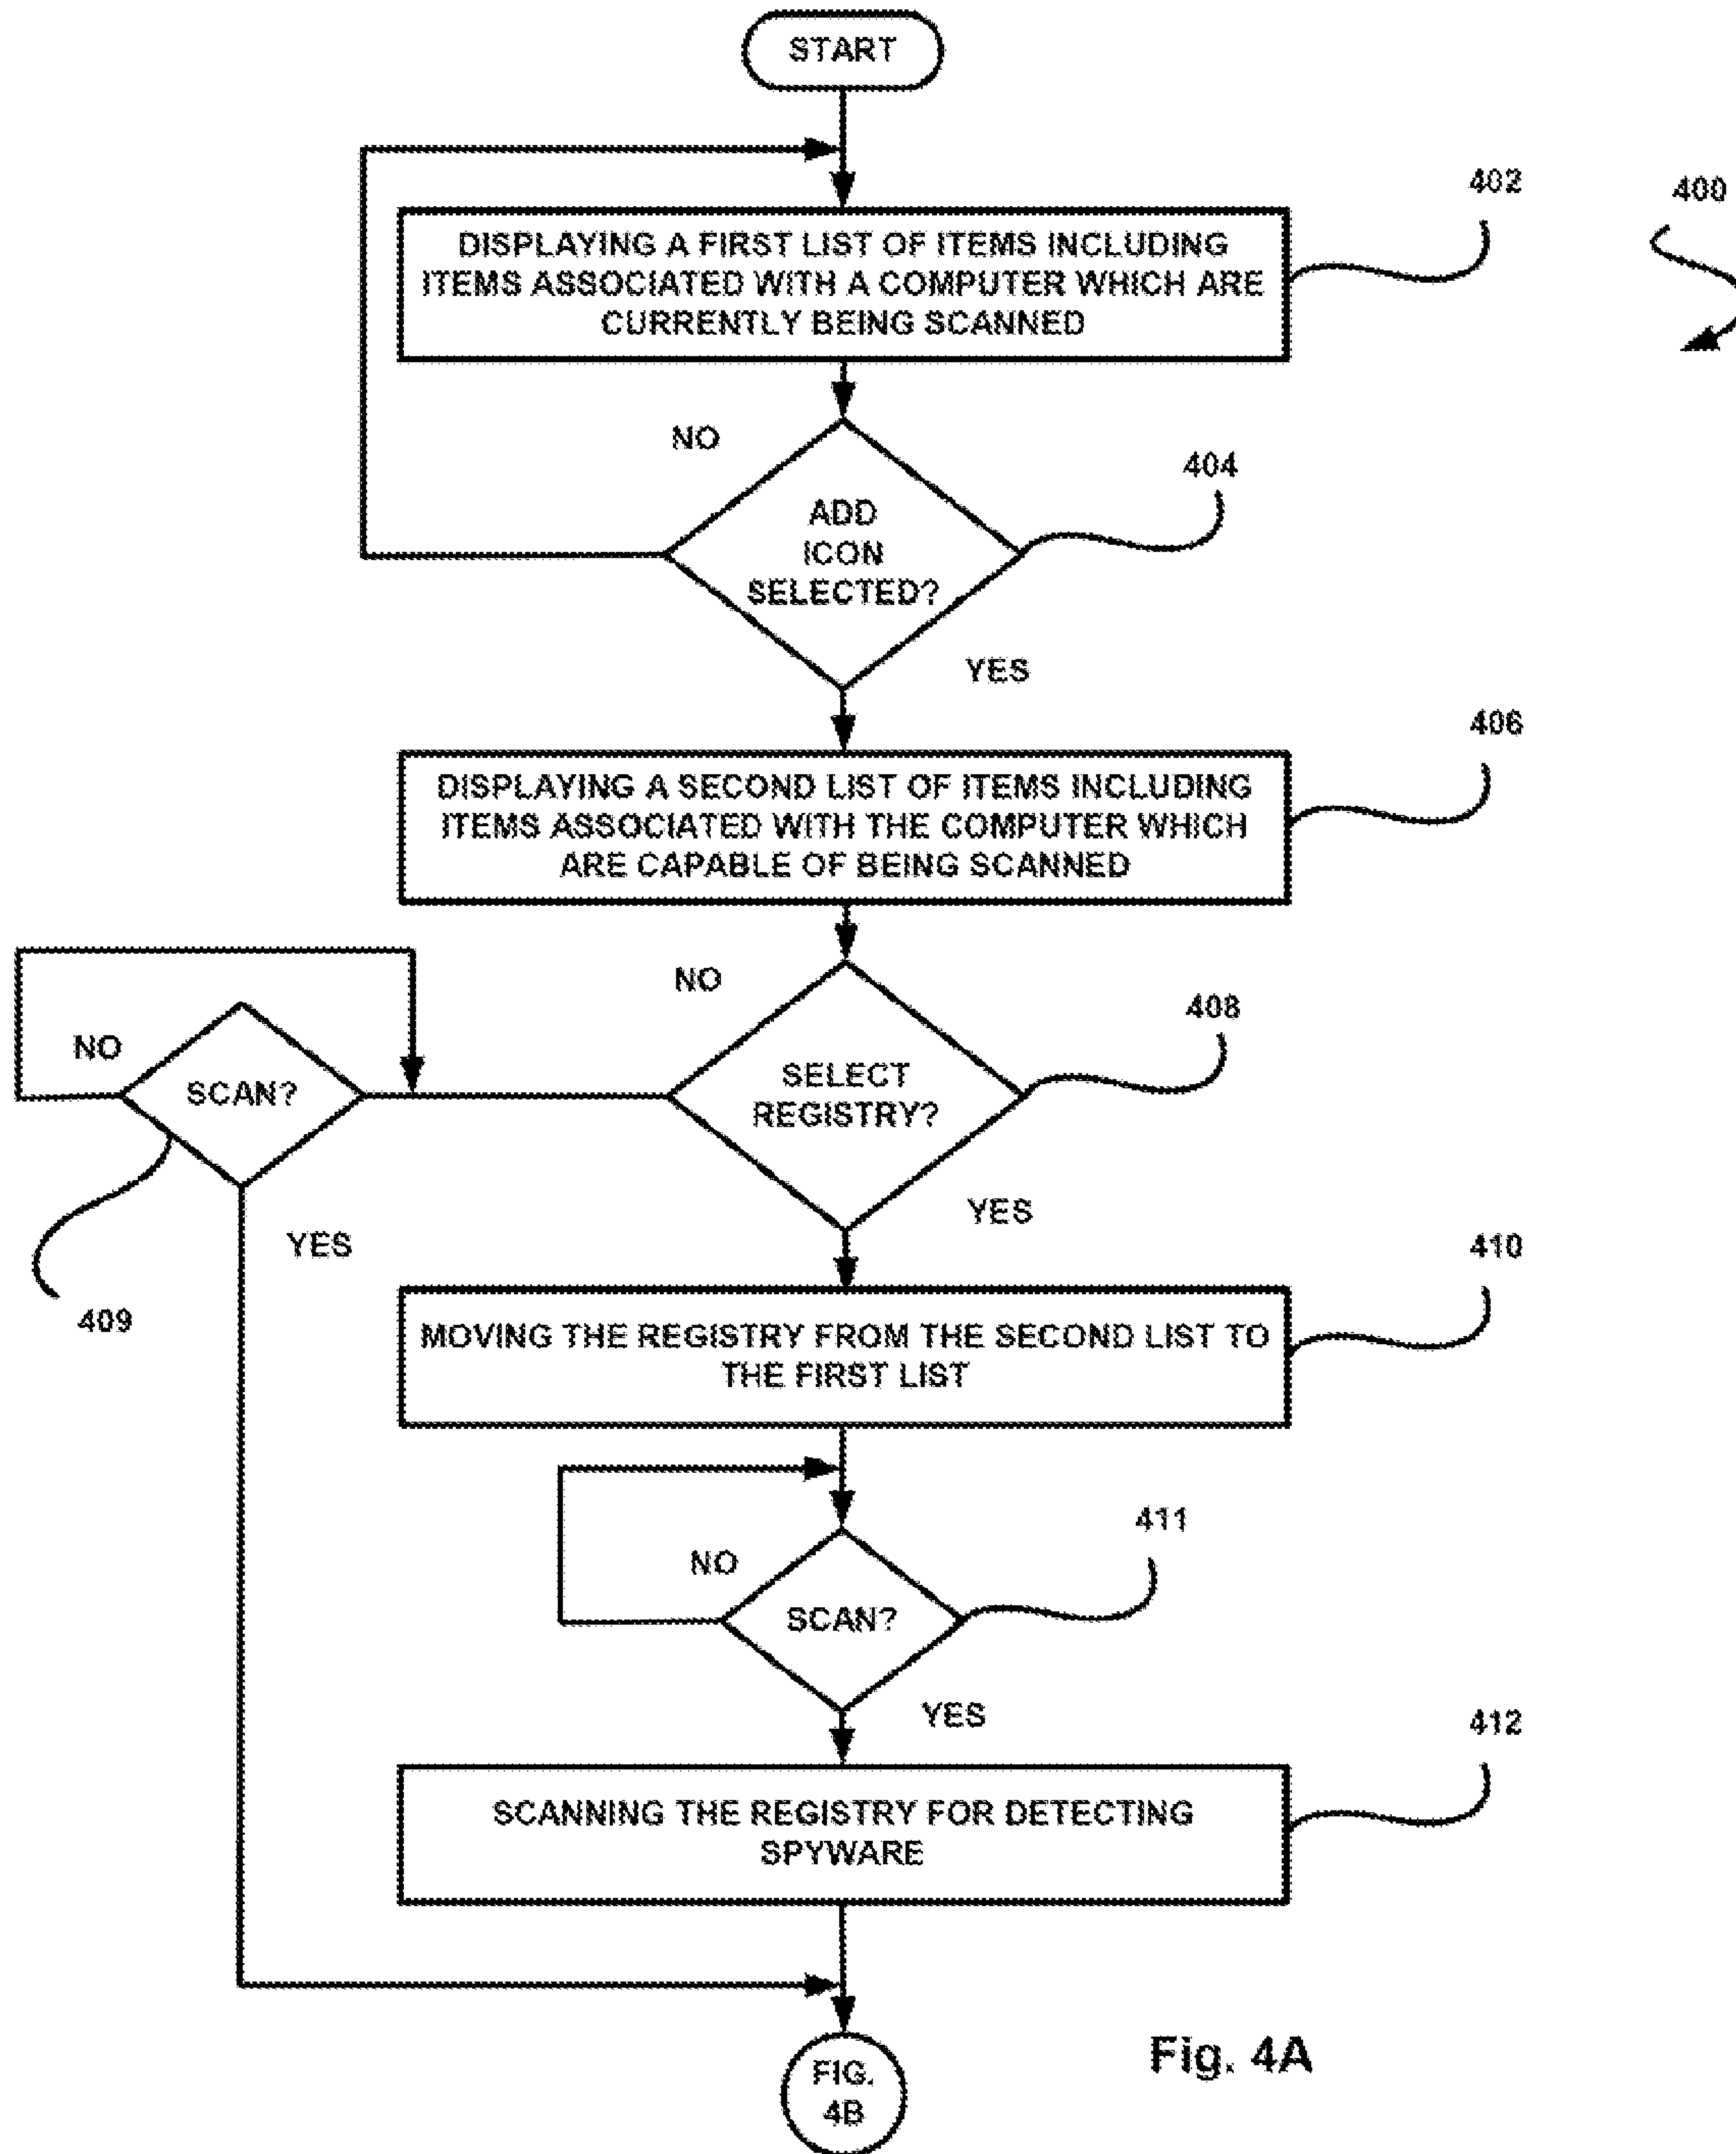 START
402
400
DISPLAYING A FIRST LIST OF ITEMS INCLUDING
ITEMS ASSOCIATED WITH A COMPUTER WHICH ARE
CURRENTLY BEING SCANNED
NO
404
ADD
ICON
SELECTED?
YES
406
DISPLAYING A SECOND LIST OF ITEMS INCLUDING
ITEMS ASSOCIATED WITH THE COMPUTER WHICH
ARE CAPABLE OF BEING SCANNED
NO
408
NO
SCAN?
SELECT
REGISTRY?
YES
YES
409
410
MOVING THE REGISTRY FROM THE SECOND LIST TO
THE FIRST LIST
411
NO
SCAN?
YES
412
SCANNING THE REGISTRY FOR DETECTING
SPYWARE
Fig. 4A
FIG.
4B